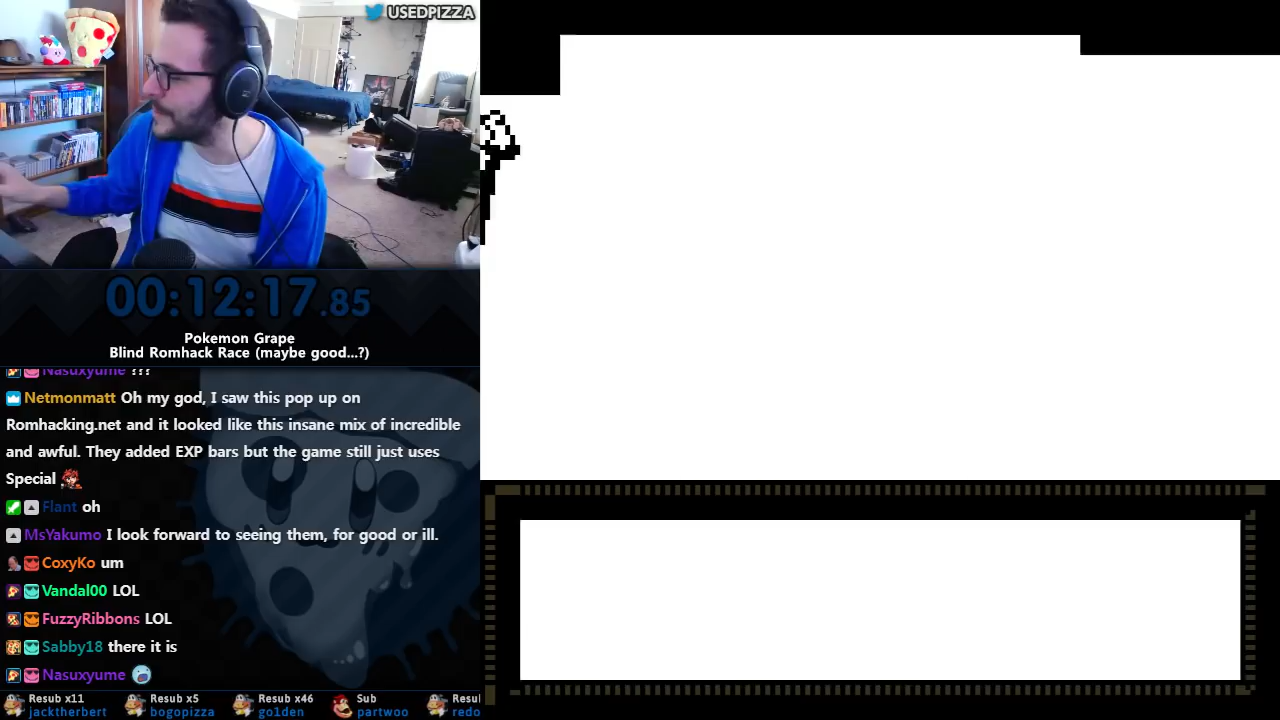 USEDPIZZA
00:12:17.85
Pokemon Grape
Blind Romhack Race (maybe good...?)
Nasuxyume ???
Netmonmatt Oh my god, I saw this pop up on
Romhacking.net and it looked like this insane mix of incredible
and awful. They added EXP bars but the game still just uses
Special
Flant oh
MsYakumo I look forward to seeing them, for good or ill.
CoxyKo um
Vandal00 LOL
FuzzyRibbons LOL
Sabby18 there it is
Nasuxyume
Resub x11 Resub x5 Resub x46 Sub Resu
jacktherbert bogopizza go1den partwoo redo